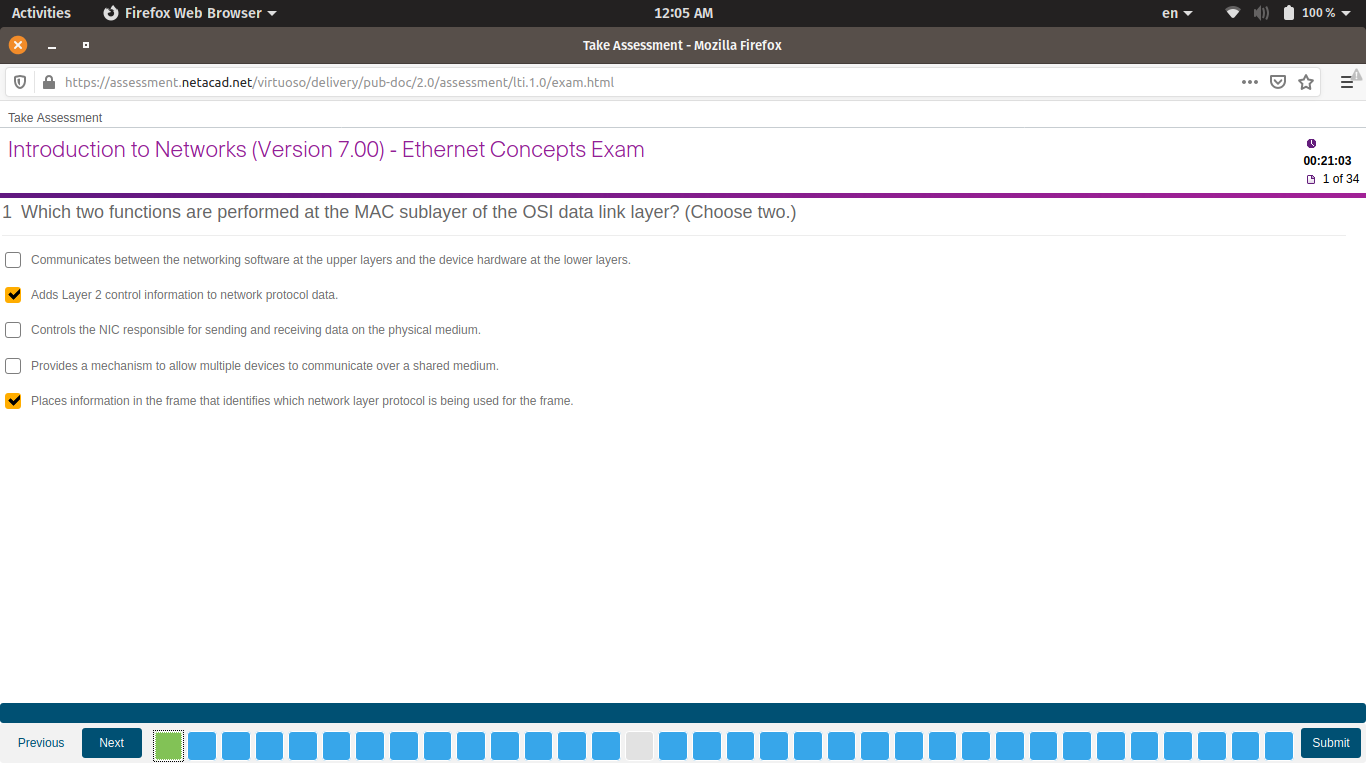 Activities Firefox Web Browser 12:05 AM en 100 %
Take Assessment - Mozilla Firefox
https://assessment.netacad.net/virtuoso/delivery/pub-doc/2.0/assessment/lti.1.0/exam.html
Take Assessment
Introduction to Networks (Version 7.00) - Ethernet Concepts Exam
00:21:03
1 of 34
1 Which two functions are performed at the MAC sublayer of the OSI data link layer? (Choose two.)
Communicates between the networking software at the upper layers and the device hardware at the lower layers.
Adds Layer 2 control information to network protocol data.
Controls the NIC responsible for sending and receiving data on the physical medium.
Provides a mechanism to allow multiple devices to communicate over a shared medium.
Places information in the frame that identifies which network layer protocol is being used for the frame.
Previous Next Submit